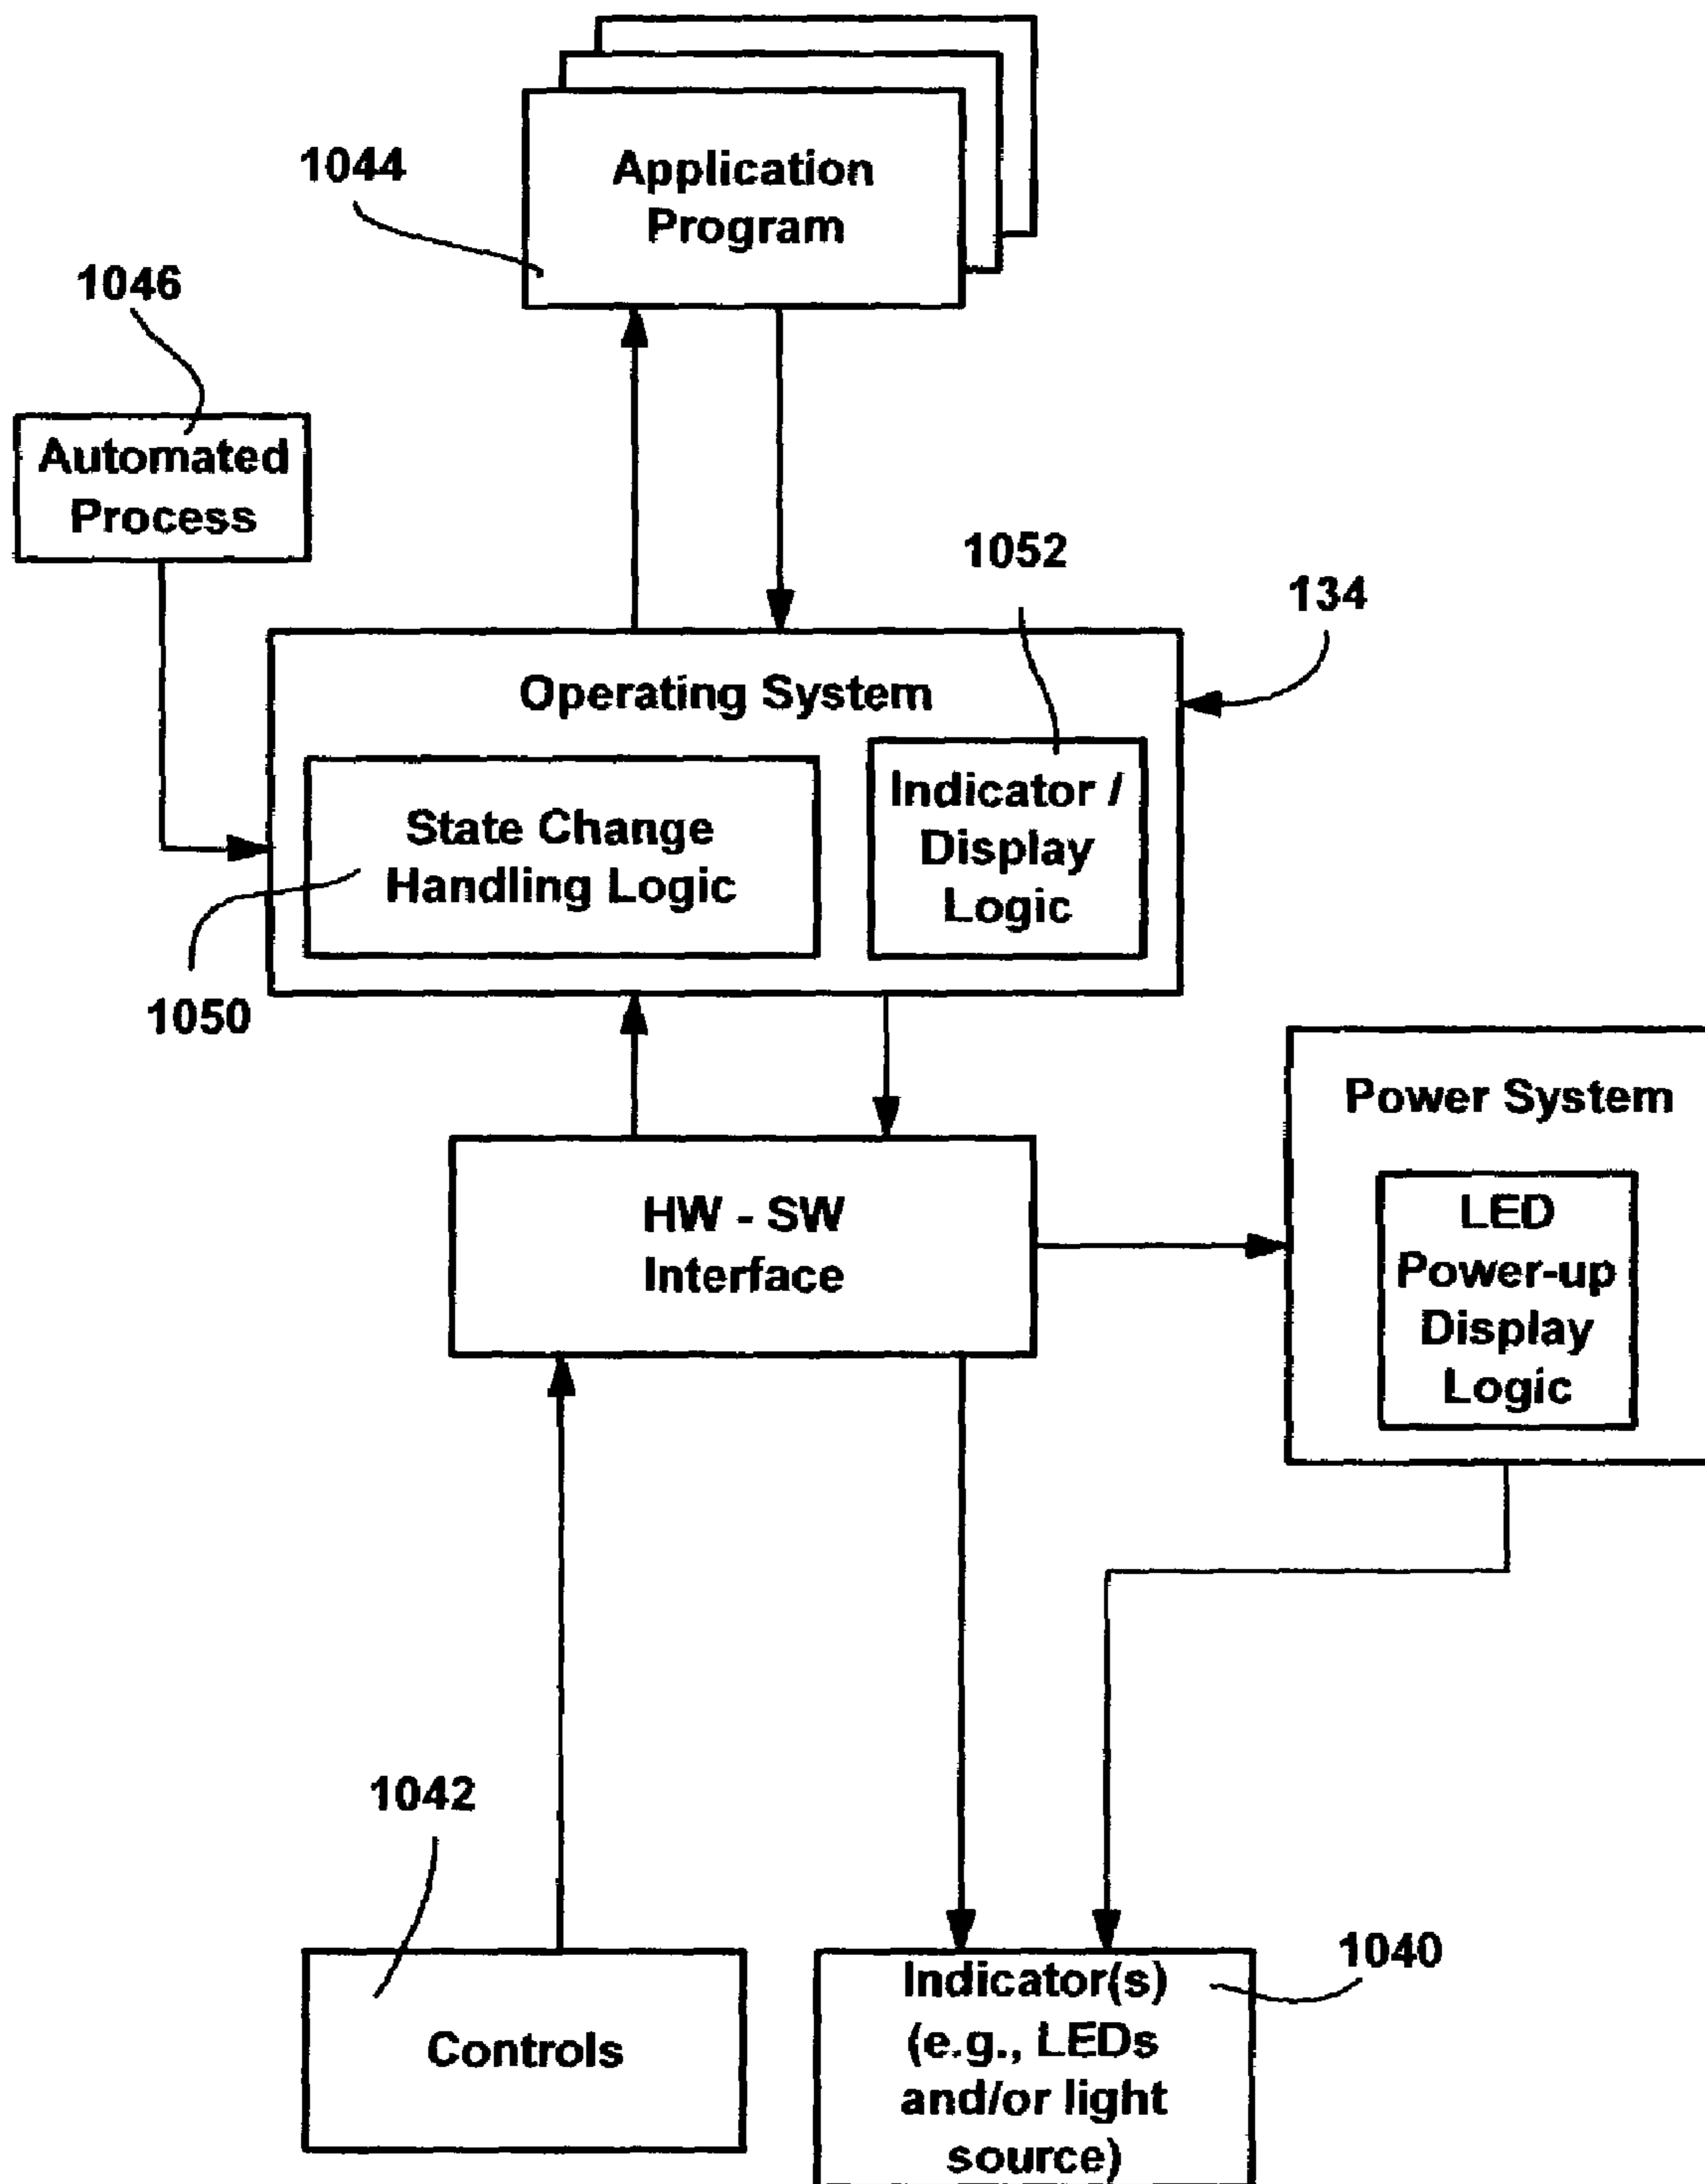 1044
Application
Program
1046
Automated
Process
1052
134
Operating System
State Change
Handling Logic
Indicator /
Display
Logic
1050
Power System
LED
Power-up
Display
Logic
HW - SW
Interface
1042
Controls
1040
Indicator(s)
(e.g., LEDs
and/or light
source)